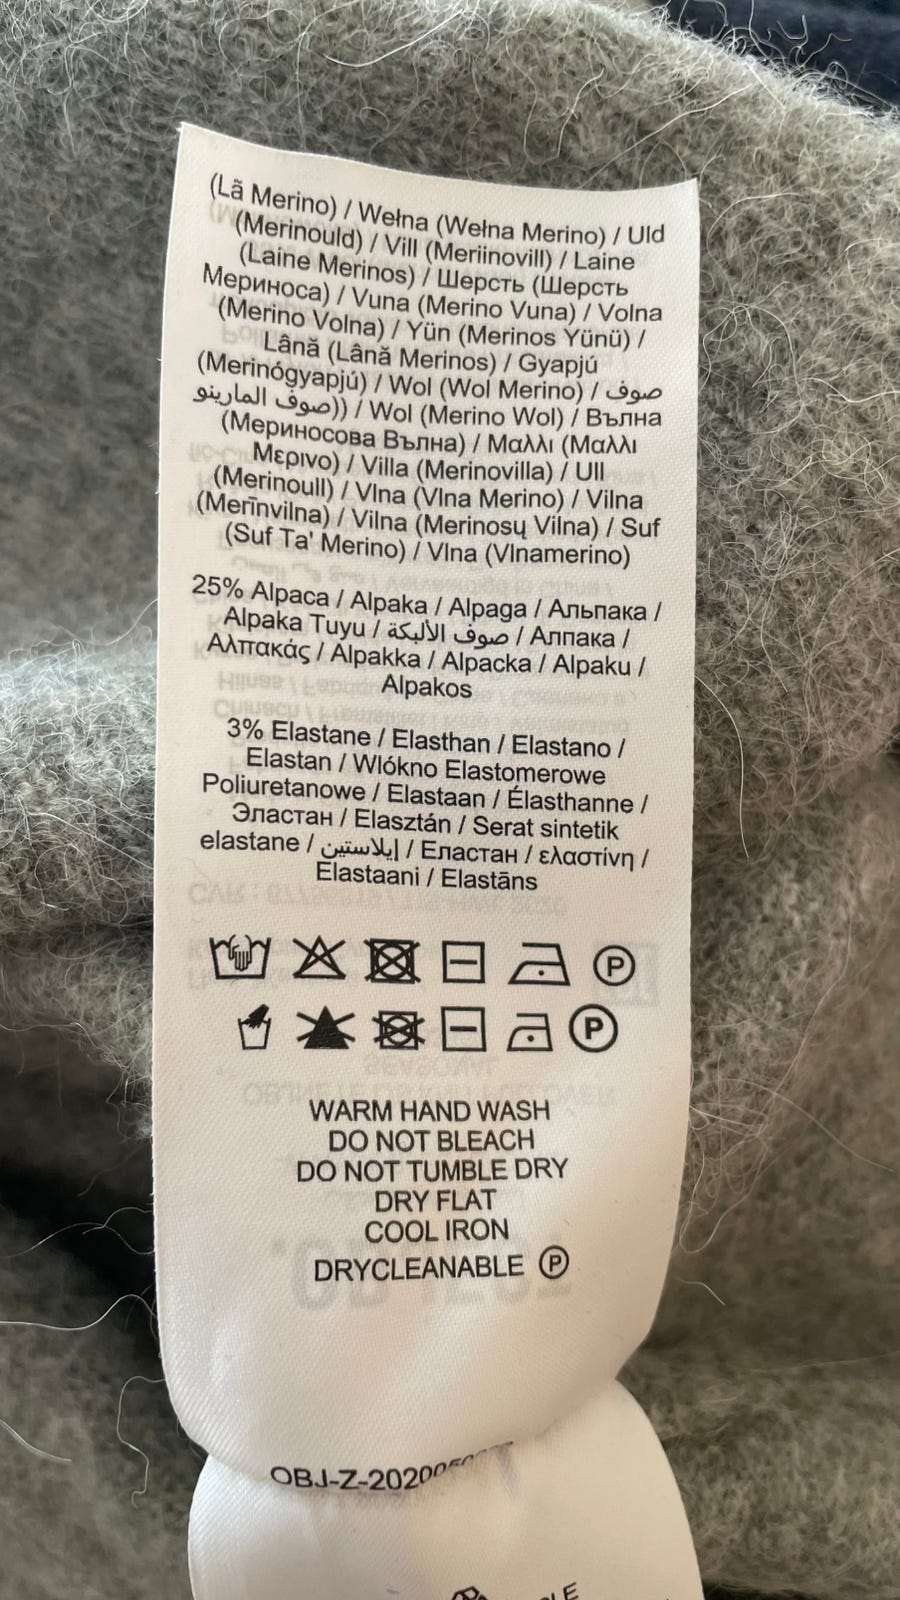 (Lã Merino) / Wełna (Wełna Merino) / Uld
(Merinould) / Vill (Meriinovill) / Laine
(Laine Merinos) / Шерсть (Шерсть
Мериноса) / Vuna (Merino Vuna) / Volna
(Merino Volna) / Yün (Merinos Yünü) /
Lână (Lână Merinos) / Gyapjú
(Merinógyapjú) / Wol (Wol Merino) / صوف
صوف المارينو)) / Wol (Merino Wol) / Вълна
(Мериносова Вълна) / Μαλλι (Μαλλι
Μερινο) / Villa (Merinovilla) / Ull
(Merinoull) / Vlna (Vlna Merino) / Vilna
(Merīnvilna) / Vilna (Merinosų Vilna) / Suf
(Suf Ta' Merino) / Vlna (Vlnamerino)
25% Alpaca / Alpaka / Alpaga / Альпака /
Alpaka Tuyu / صوف الألبكة / Алпака /
Αλπακάς / Alpakka / Alpacka / Alpaku /
Alpakos
3% Elastane / Elasthan / Elastano /
Elastan / Wlókno Elastomerowe
Poliuretanowe / Elastaan / Élasthanne /
Эластан / Elasztán / Serat sintetik
elastane / إيلاستين / Еластан / ελαστίνη /
Elastaani / Elastāns
P
P
WARM HAND WASH
DO NOT BLEACH
DO NOT TUMBLE DRY
DRY FLAT
COOL IRON
DRYCLEANABLE P